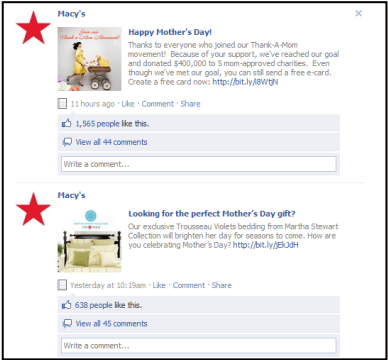 Macy's
Join our
Thank A Mom Movement!
Happy Mother's Day!
Thanks to everyone who joined our Thank-A-Mom
movement! Because of your support, we've reached our goal
and donated $400,000 to 5 mom-approved charities. Even
though we've met our goal, you can still send a free e-card.
Create a free card now: http://bit.ly/i8WtjN
11 hours ago · Like · Comment · Share
1,565 people like this.
View all 44 comments
Write a comment...
Macy's
Looking for the perfect Mother's Day gift?
Our exclusive Trousseau Violets bedding from Martha Stewart
Collection will brighten her day for seasons to come. How are
you celebrating Mother's Day? http://bit.ly/jEkJdH
Yesterday at 10:19am · Like · Comment · Share
638 people like this.
View all 45 comments
Write a comment...